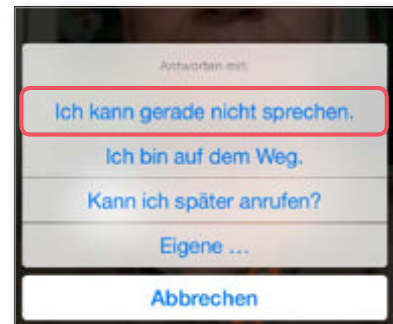 Antworten mit:
Ich kann gerade nicht sprechen.
Ich bin auf dem Weg.
Kann ich später anrufen?
Eigene ...
Abbrechen